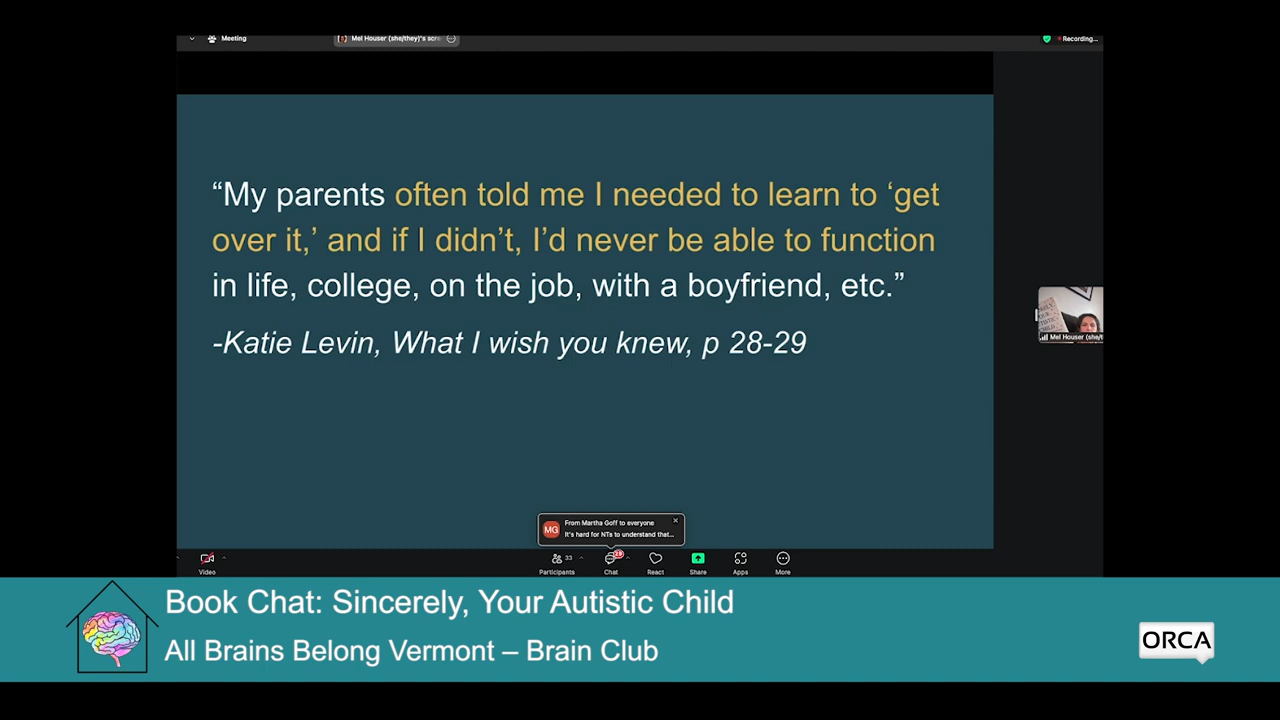 Meeting
Mel Houser (she/they)'s scre
Recording...
“My parents often told me I needed to learn to ‘get
over it,’ and if I didn’t, I’d never be able to function
in life, college, on the job, with a boyfriend, etc.”
-Katie Levin, What I wish you knew, p 28-29
Mel Houser (she/t
MG
From Martha Goff to everyone
It's hard for NTs to understand that...
Video
33
Participants
Chat
React
Share
Apps
More
Book Chat: Sincerely, Your Autistic Child
All Brains Belong Vermont – Brain Club
ORCA